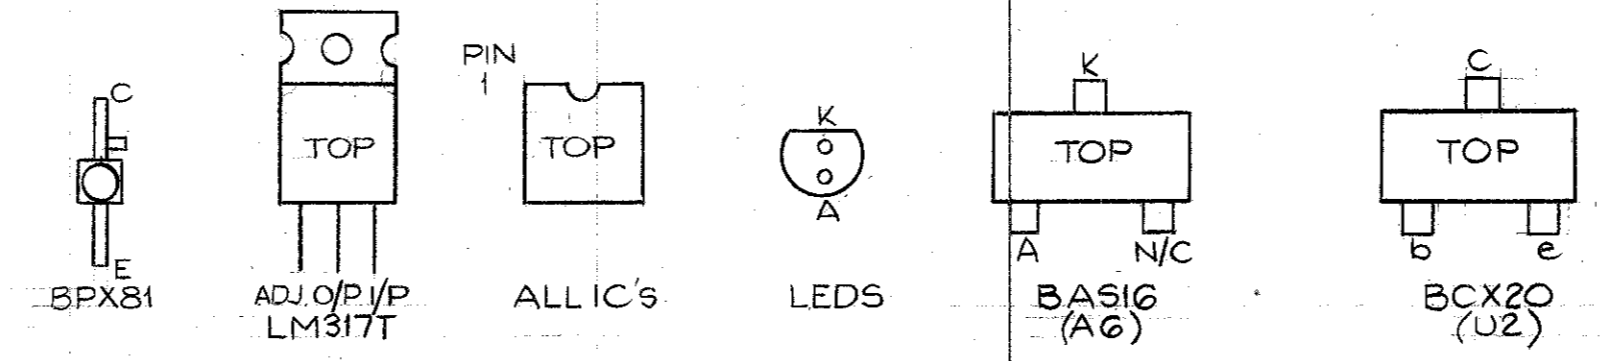 C
E
BPX81
TOP
ADJ. O/P I/P
LM317T
PIN
1
TOP
ALL IC'S
K
A
LEDS
K
TOP
A N/C
BAS16
(A6)
C
TOP
b e
BCX20
(U2)